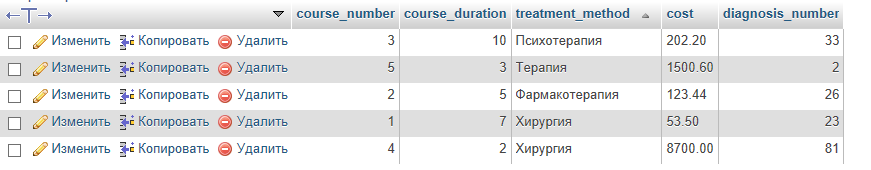 course_number course_duration treatment_method cost diagnosis_number
Изменить Копировать Удалить 3 10 Психотерапия 202.20 33
Изменить Копировать Удалить 5 3 Терапия 1500.60 2
Изменить Копировать Удалить 2 5 Фармакотерапия 123.44 26
Изменить Копировать Удалить 1 7 Хирургия 53.50 23
Изменить Копировать Удалить 4 2 Хирургия 8700.00 81